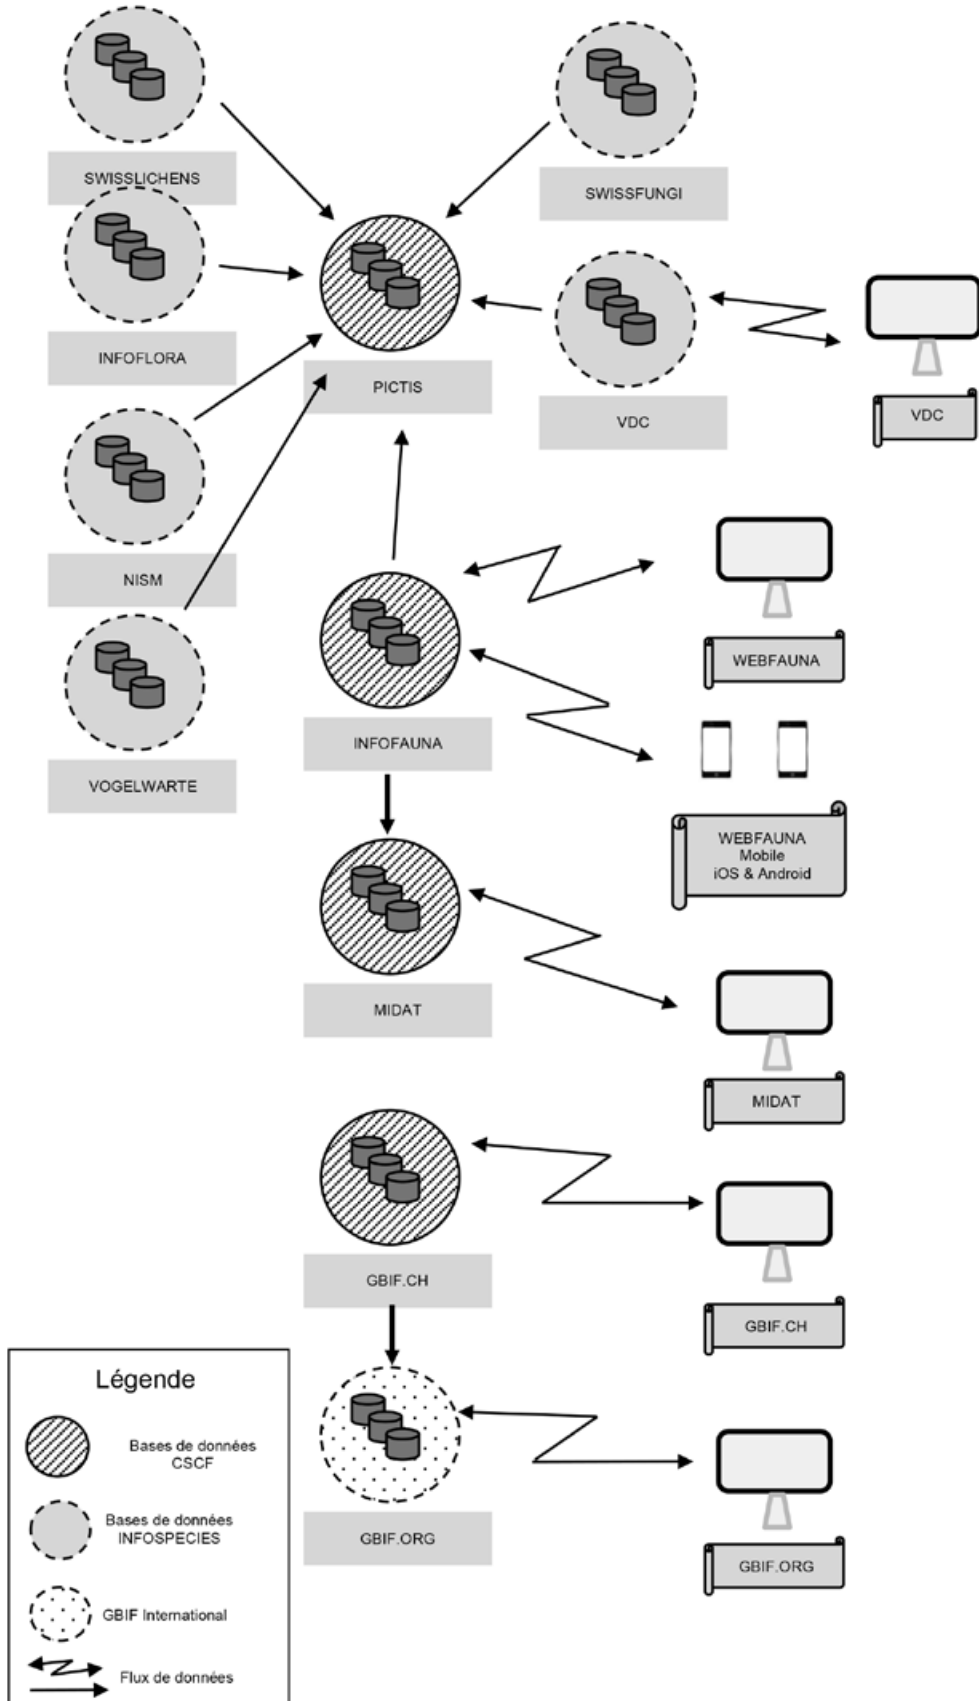 SWISSLICHENS
SWISSFUNGI
INFOFLORA
PICTIS
VDC
VDC
NISM
WEBFAUNA
INFOFAUNA
VOGELWARTE
WEBFAUNA
Mobile
iOS & Android
MIDAT
MIDAT
GBIF.CH
GBIF.CH
GBIF.ORG
GBIF.ORG
Légende
Bases de données
CSCF
Bases de données
INFOSPECIES
GBIF International
Flux de données